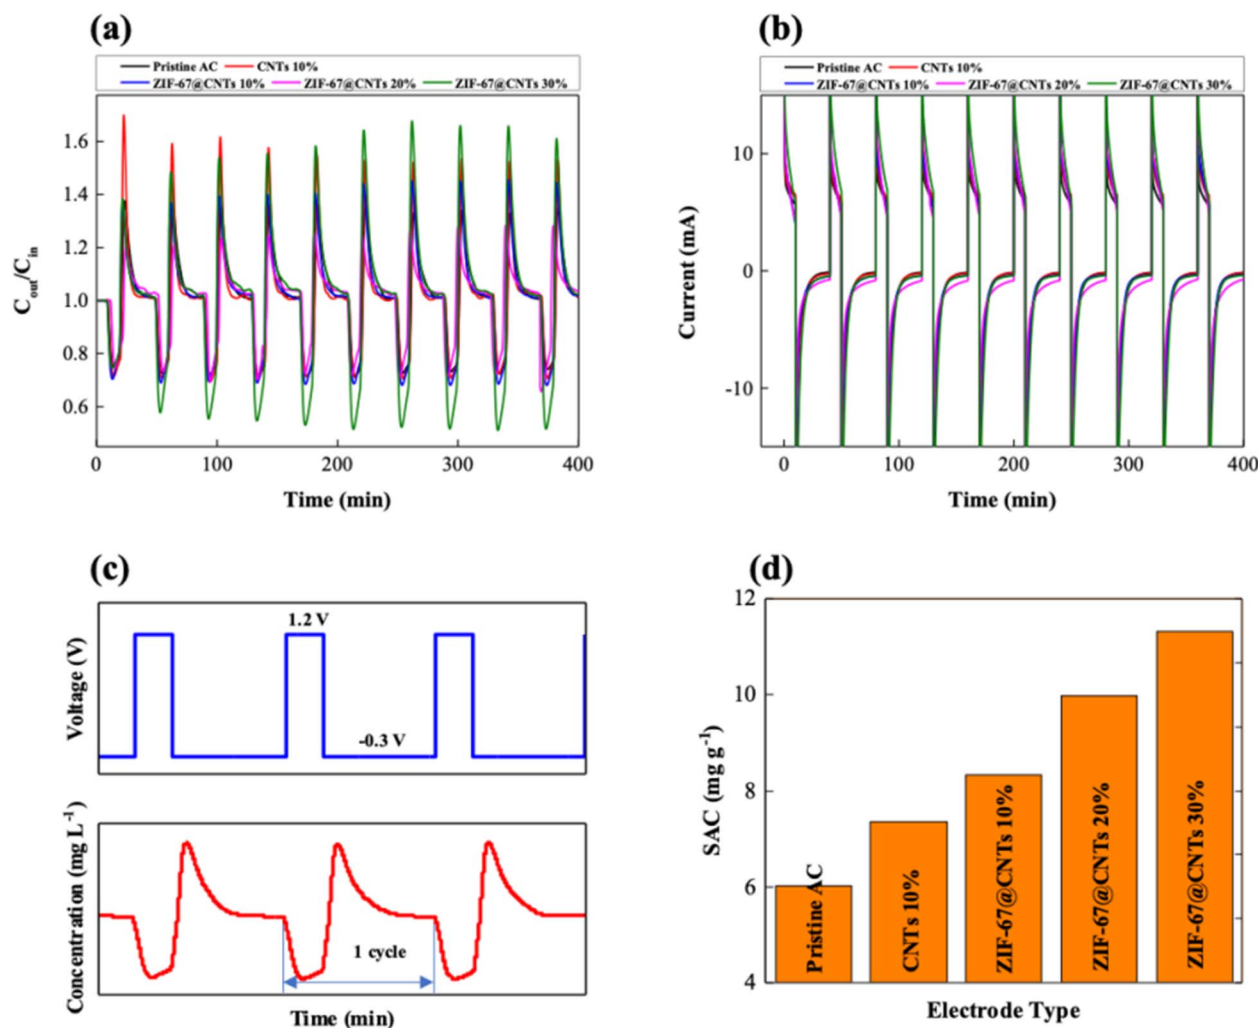 (a)
Pristine AC CNTs 10%
ZIF-67@CNTs 10% ZIF-67@CNTs 20% ZIF-67@CNTs 30%
1.6
1.4
1.2
1.0
0.8
0.6
C_out/C_in
0 100 200 300 400
Time (min)
(b)
Pristine AC CNTs 10%
ZIF-67@CNTs 10% ZIF-67@CNTs 20% ZIF-67@CNTs 30%
10
0
-10
Current (mA)
0 100 200 300 400
Time (min)
(c)
Voltage (V)
1.2 V
-0.3 V
Concentration (mg L⁻¹)
1 cycle
Time (min)
(d)
12
10
8
6
4
SAC (mg g⁻¹)
Pristine AC
CNTs 10%
ZIF-67@CNTs 10%
ZIF-67@CNTs 20%
ZIF-67@CNTs 30%
Electrode Type